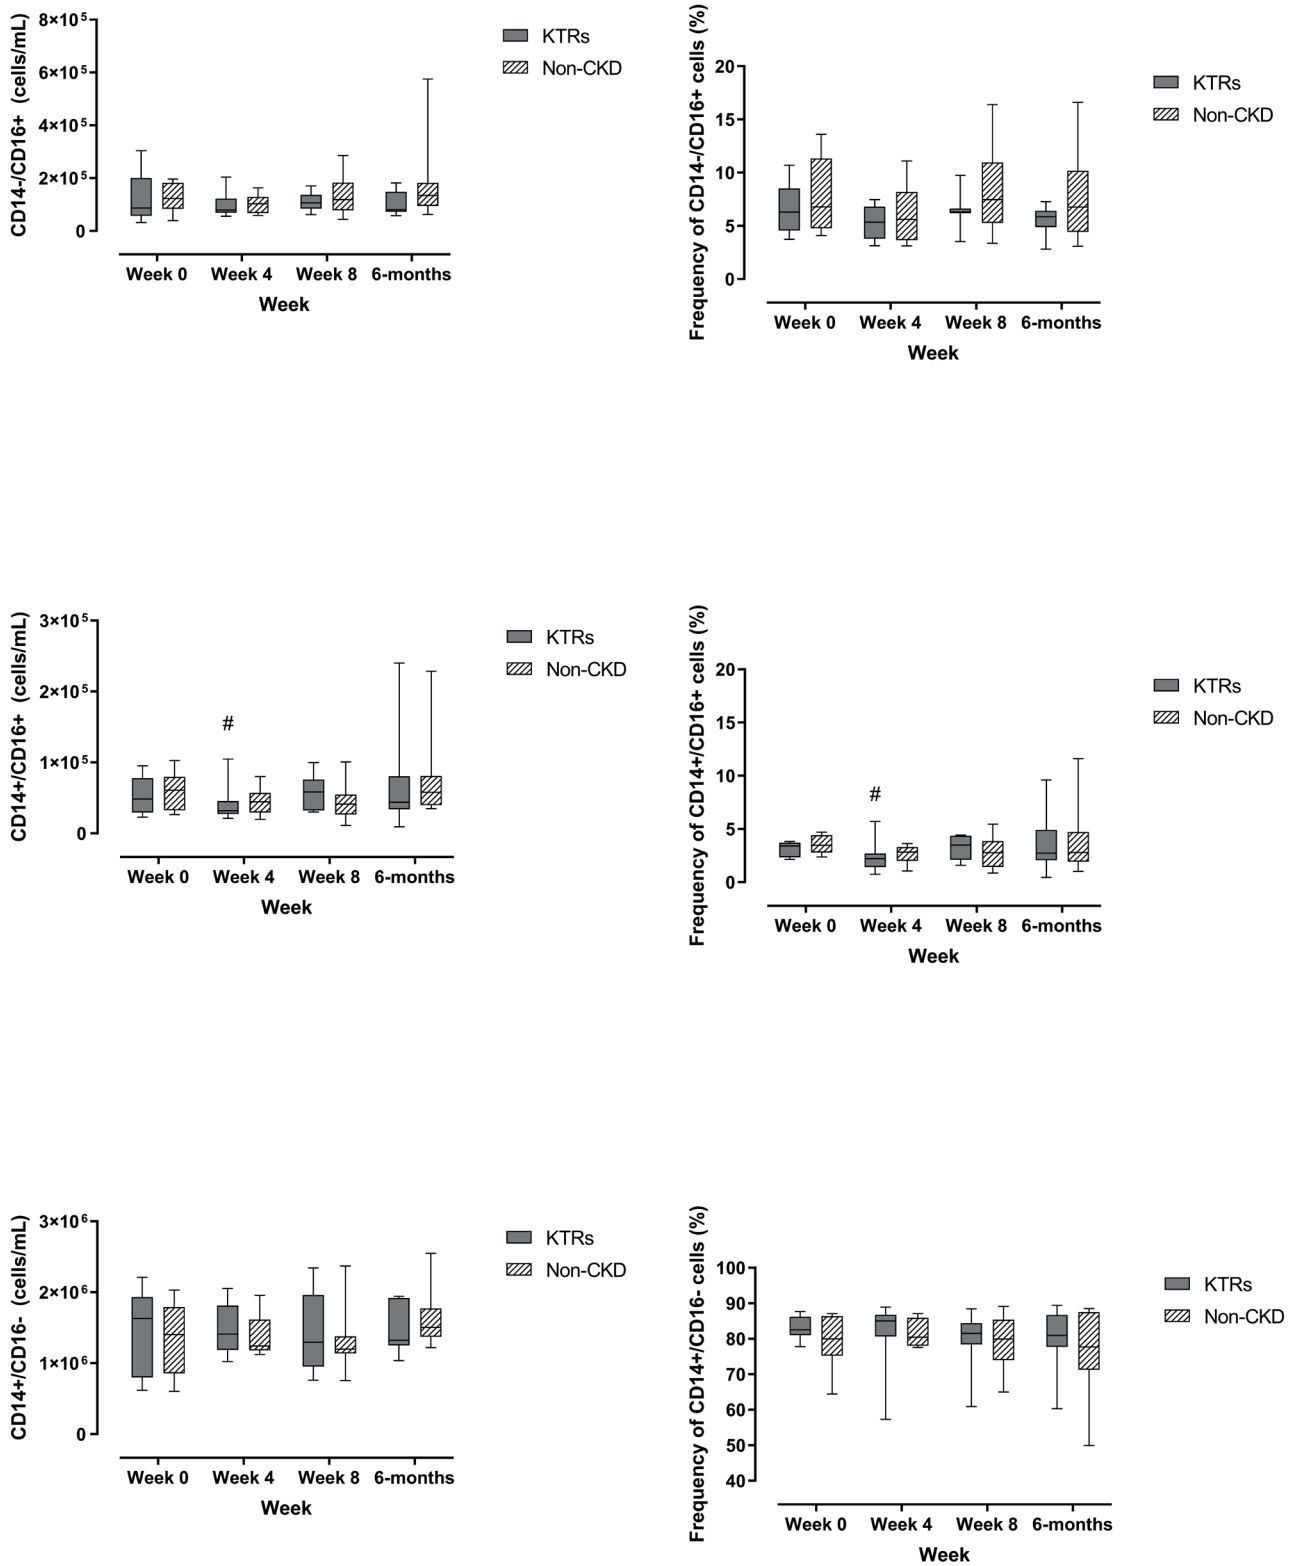 CD14-/CD16+ (cells/mL)
8×10⁵
6×10⁵
4×10⁵
2×10⁵
0
Week 0 Week 4 Week 8 6-months
Week
KTRs
Non-CKD
Frequency of CD14-/CD16+ cells (%)
20
15
10
5
0
Week 0 Week 4 Week 8 6-months
Week
KTRs
Non-CKD
CD14+/CD16+ (cells/mL)
3×10⁵
2×10⁵
1×10⁵
0
#
Week 0 Week 4 Week 8 6-months
Week
KTRs
Non-CKD
Frequency of CD14+/CD16+ cells (%)
20
15
10
5
0
#
Week 0 Week 4 Week 8 6-months
Week
KTRs
Non-CKD
CD14+/CD16- (cells/mL)
3×10⁶
2×10⁶
1×10⁶
0
Week 0 Week 4 Week 8 6-months
Week
KTRs
Non-CKD
Frequency of CD14+/CD16- cells (%)
100
90
80
70
60
50
40
Week 0 Week 4 Week 8 6-months
Week
KTRs
Non-CKD